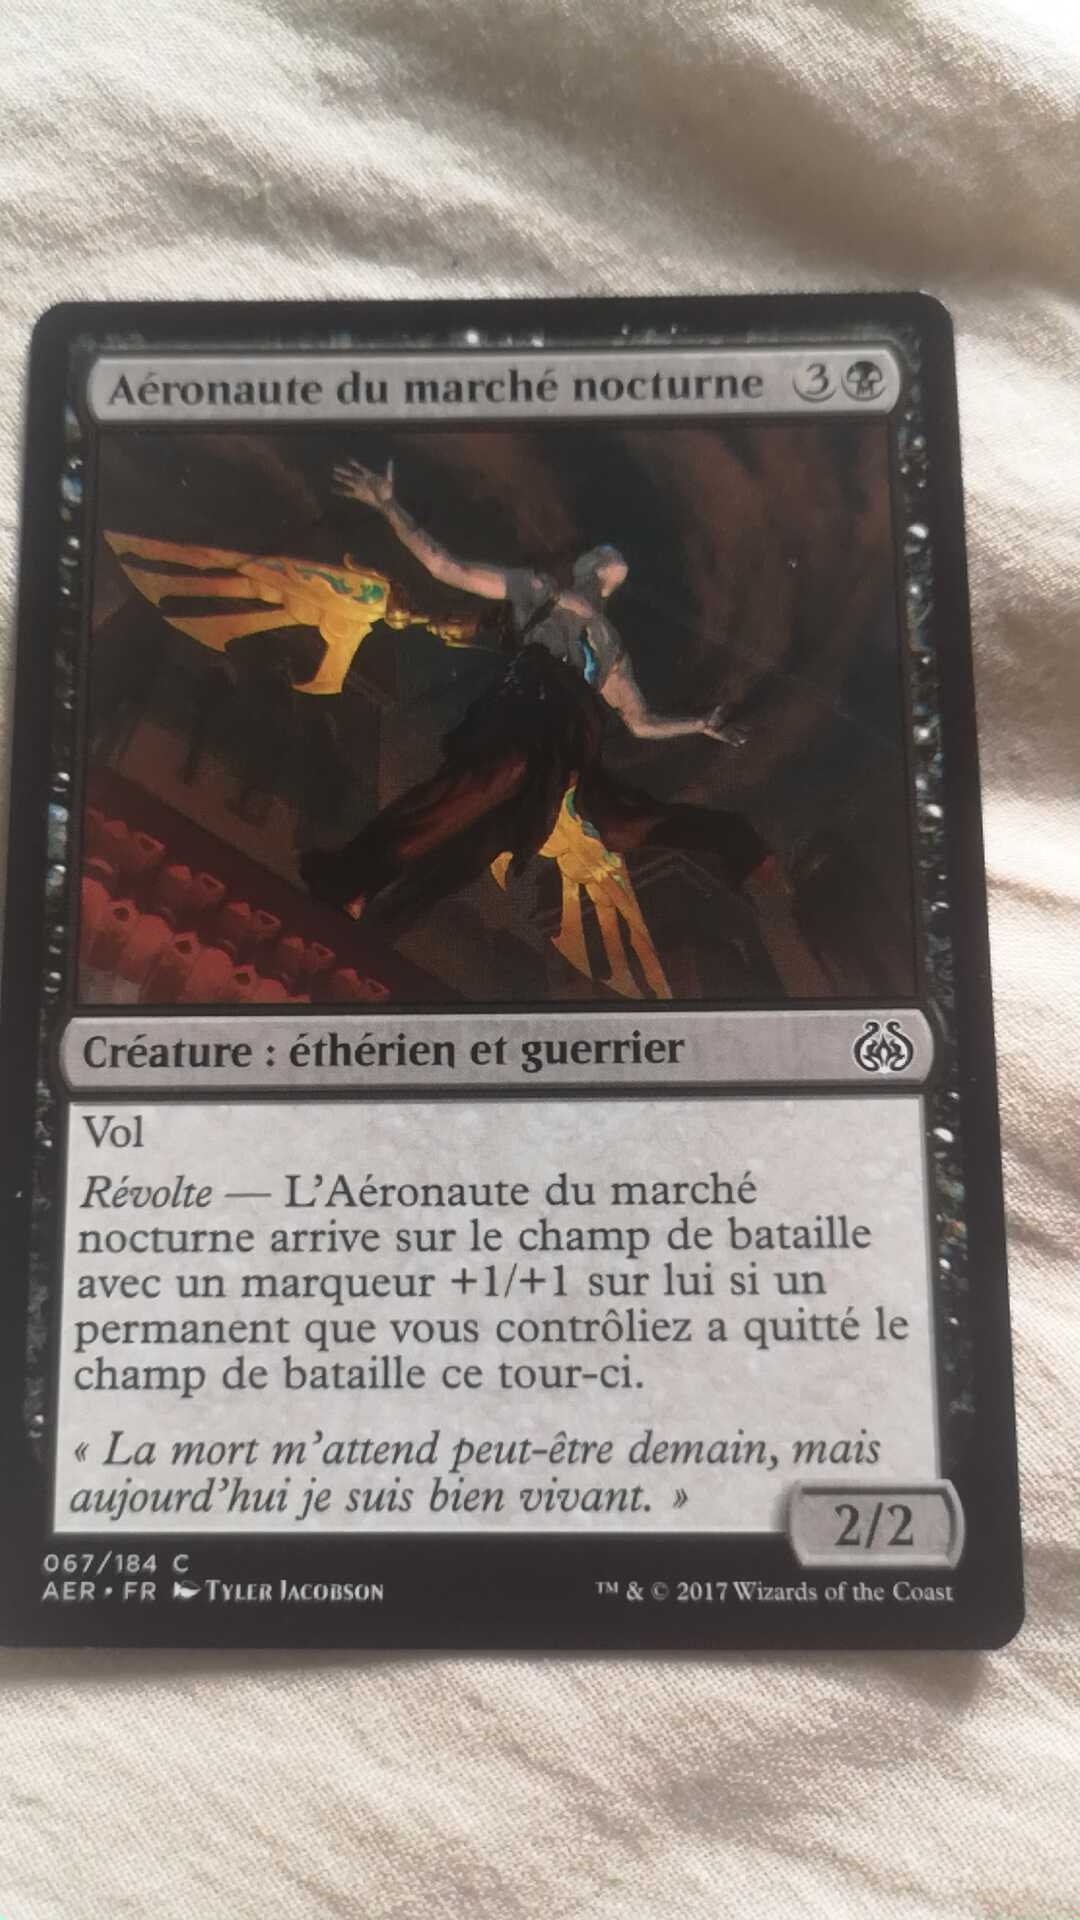 Aéronaute du marché nocturne 3
Créature : éthérien et guerrier
Vol
Révolte — L'Aéronaute du marché
nocturne arrive sur le champ de bataille
avec un marqueur +1/+1 sur lui si un
permanent que vous contrôliez a quitté le
champ de bataille ce tour-ci.
« La mort m'attend peut-être demain, mais
aujourd'hui je suis bien vivant. »
2/2
067/184 C
AER • FR Tyler Jacobson
™ & © 2017 Wizards of the Coast